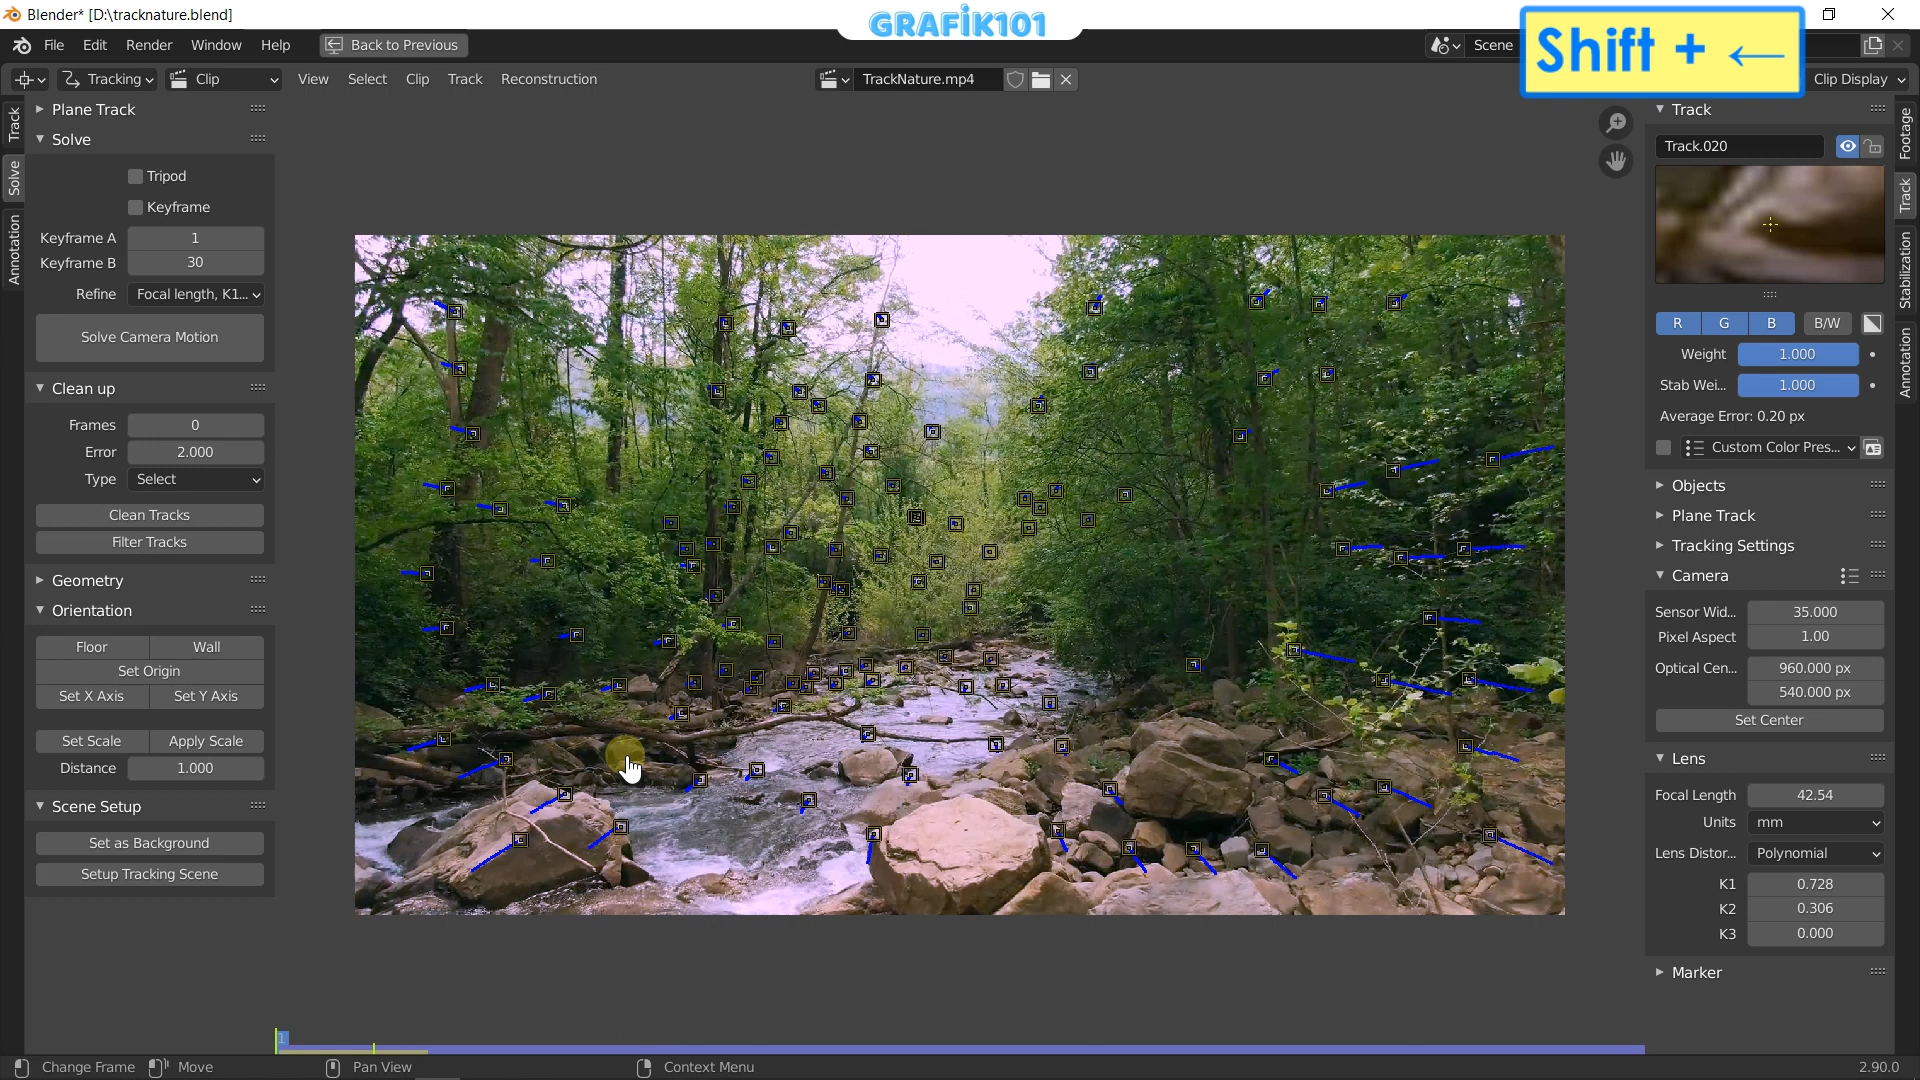 Blender* [D:\tracknature.blend]
GRAFİK101
File Edit Render Window Help
Back to Previous
Scene
Shift + ←
Tracking
Clip
View Select Clip Track Reconstruction
TrackNature.mp4
Clip Display
Track
Solve
Annotation
Plane Track
Solve
Tripod
Keyframe
Keyframe A 1
Keyframe B 30
Refine Focal length, K1...
Solve Camera Motion
Clean up
Frames 0
Error 2.000
Type Select
Clean Tracks
Filter Tracks
Geometry
Orientation
Floor Wall
Set Origin
Set X Axis Set Y Axis
Set Scale Apply Scale
Distance 1.000
Scene Setup
Set as Background
Setup Tracking Scene
Track
Track.020
R G B B/W
Weight 1.000
Stab Wei... 1.000
Average Error: 0.20 px
Custom Color Pres...
Objects
Plane Track
Tracking Settings
Camera
Sensor Wid... 35.000
Pixel Aspect 1.00
Optical Cen... 960.000 px
540.000 px
Set Center
Lens
Focal Length 42.54
Units mm
Lens Distor... Polynomial
K1 0.728
K2 0.306
K3 0.000
Marker
Footage
Track
Stabilization
Annotation
1
Change Frame Move Pan View Context Menu 2.90.0